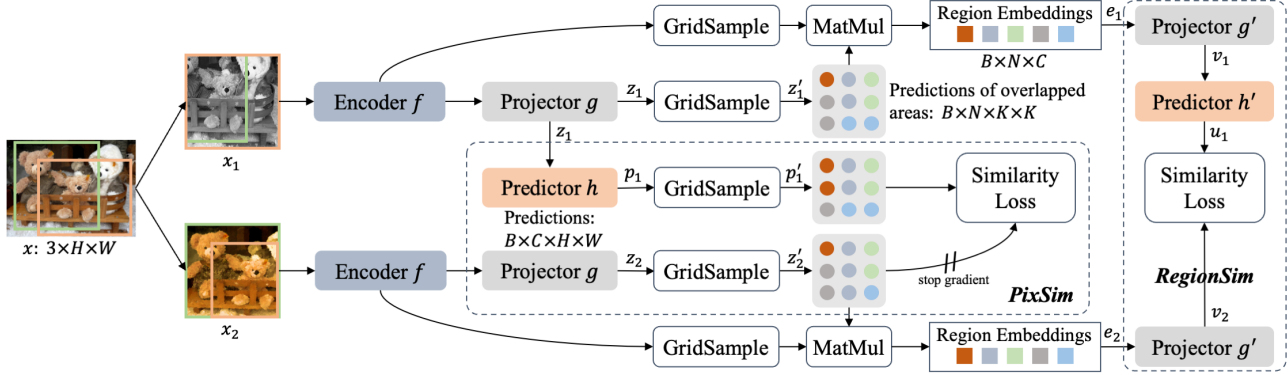 GridSample
MatMul
Region Embeddings
e₁
Projector g′
B×N×C
v₁
Encoder f
Projector g
z₁
GridSample
z′₁
Predictions of overlapped
areas: B×N×K×K
Predictor h′
x₁
z₁
u₁
Predictor h
p₁
GridSample
p′₁
Similarity
Loss
Similarity
Loss
Predictions:
B×C×H×W
x: 3×H×W
Encoder f
Projector g
z₂
GridSample
z′₂
stop gradient
PixSim
RegionSim
x₂
v₂
GridSample
MatMul
Region Embeddings
e₂
Projector g′